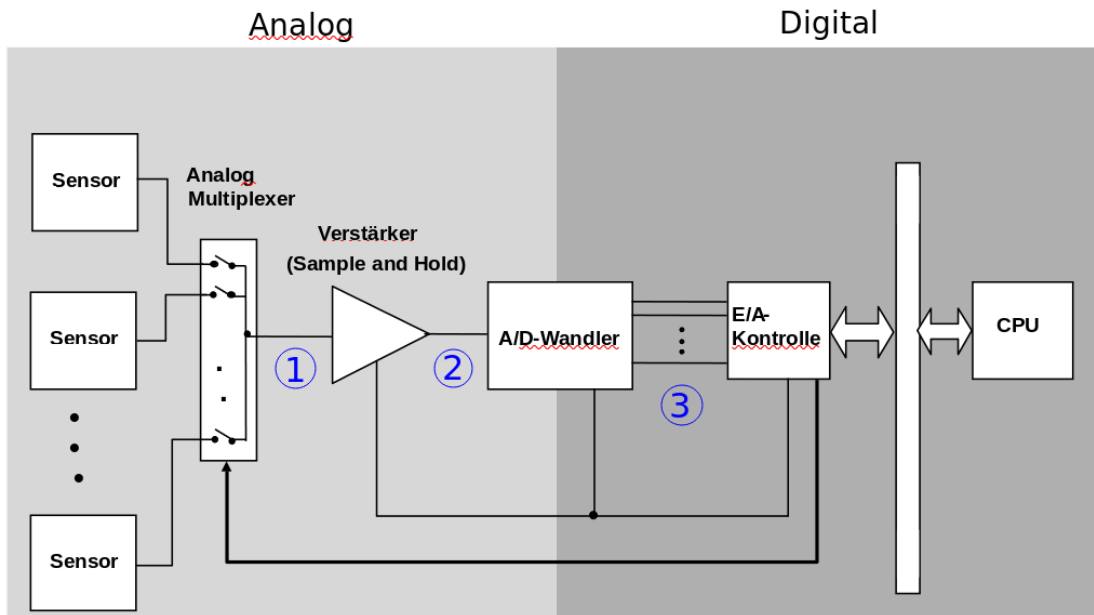 Analog
Digital
Sensor
Analog
Multiplexer
Verstärker
(Sample and Hold)
Sensor
A/D-Wandler
E/A-
Kontrolle
CPU
1
2
3
Sensor